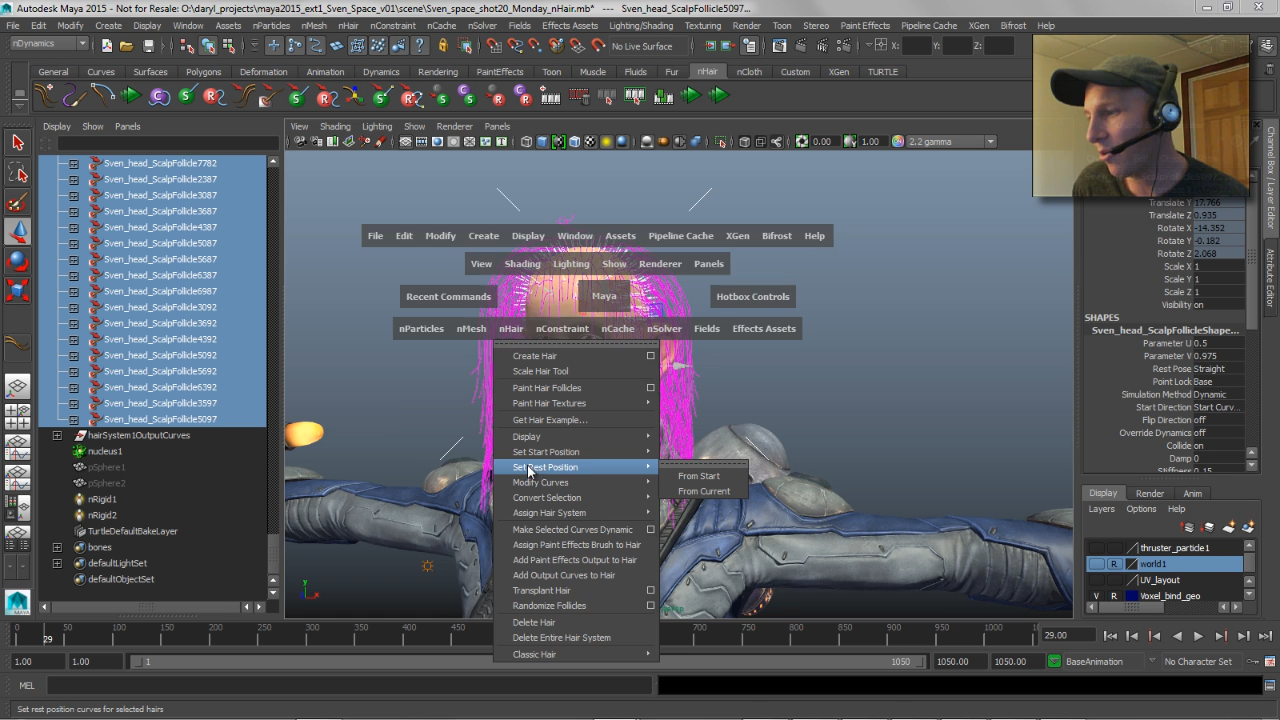 Autodesk Maya 2015 - Not for Resale: D:\daryl_projects\maya2015_ext1_Sven_Space_v01\scene\Sven_space_shot20_Monday_nHair.mb* --- Sven_head_ScalpFollicle5097...
File Edit Modify Create Display Window Assets nParticles nMesh nHair nConstraint nCache nSolver Fields Effects Assets Lighting/Shading Texturing Render Toon Stereo Paint Effects Pipeline Cache XGen Bifrost Help
nDynamics No Live Surface X: Y: Z:
General Curves Surfaces Polygons Deformation Animation Dynamics Rendering PaintEffects Toon Muscle Fluids Fur nHair nCloth Custom XGen TURTLE
Display Show Panels
View Shading Lighting Show Renderer Panels
0.00 1.00 2.2 gamma
Sven_head_ScalpFollicle7782
Sven_head_ScalpFollicle2387
Sven_head_ScalpFollicle3087
Sven_head_ScalpFollicle3687
Sven_head_ScalpFollicle4387
Sven_head_ScalpFollicle5087
Sven_head_ScalpFollicle5687
Sven_head_ScalpFollicle6387
Sven_head_ScalpFollicle6987
Sven_head_ScalpFollicle3092
Sven_head_ScalpFollicle3692
Sven_head_ScalpFollicle4392
Sven_head_ScalpFollicle5092
Sven_head_ScalpFollicle5692
Sven_head_ScalpFollicle6392
Sven_head_ScalpFollicle3597
Sven_head_ScalpFollicle5097
hairSystem1OutputCurves
nucleus1
pSphere1
pSphere2
nRigid1
nRigid2
TurtleDefaultBakeLayer
bones
defaultLightSet
defaultObjectSet
File Edit Modify Create Display Window Assets Pipeline Cache XGen Bifrost Help
View Shading Lighting Show Renderer Panels
Recent Commands Maya Hotbox Controls
nParticles nMesh nHair nConstraint nCache nSolver Fields Effects Assets
Create Hair
Scale Hair Tool
Paint Hair Follicles
Paint Hair Textures
Get Hair Example...
Display
Set Start Position
Set Rest Position
Modify Curves
Convert Selection
Assign Hair System
Make Selected Curves Dynamic
Assign Paint Effects Brush to Hair
Add Paint Effects Output to Hair
Add Output Curves to Hair
Transplant Hair
Randomize Follicles
Delete Hair
Delete Entire Hair System
Classic Hair
From Start
From Current
Translate Y 17.766
Translate Z 0.935
Rotate X -14.352
Rotate Y -0.182
Rotate Z 2.068
Scale X 1
Scale Y 1
Scale Z 1
Visibility on
SHAPES
Sven_head_ScalpFollicleShape...
Parameter U 0.5
Parameter V 0.975
Rest Pose Straight
Point Lock Base
Simulation Method Dynamic
Start Direction Start Curv...
Flip Direction off
Override Dynamic off
Collide on
Damp 0
Stiffness 0.15
Channel Box / Layer Editor
Attribute Editor
Display Render Anim
Layers Options Help
thruster_particle1
R world1
UV_layout
V R Voxel_bind_geo
y
0 50 100 150 200 250 300 350 400 450 700 750 800 850 900 950 1000
29 29.00
1.00 1.00 1 1050 1050.00 1050.00 BaseAnimation No Character Set
MEL
Set rest position curves for selected hairs